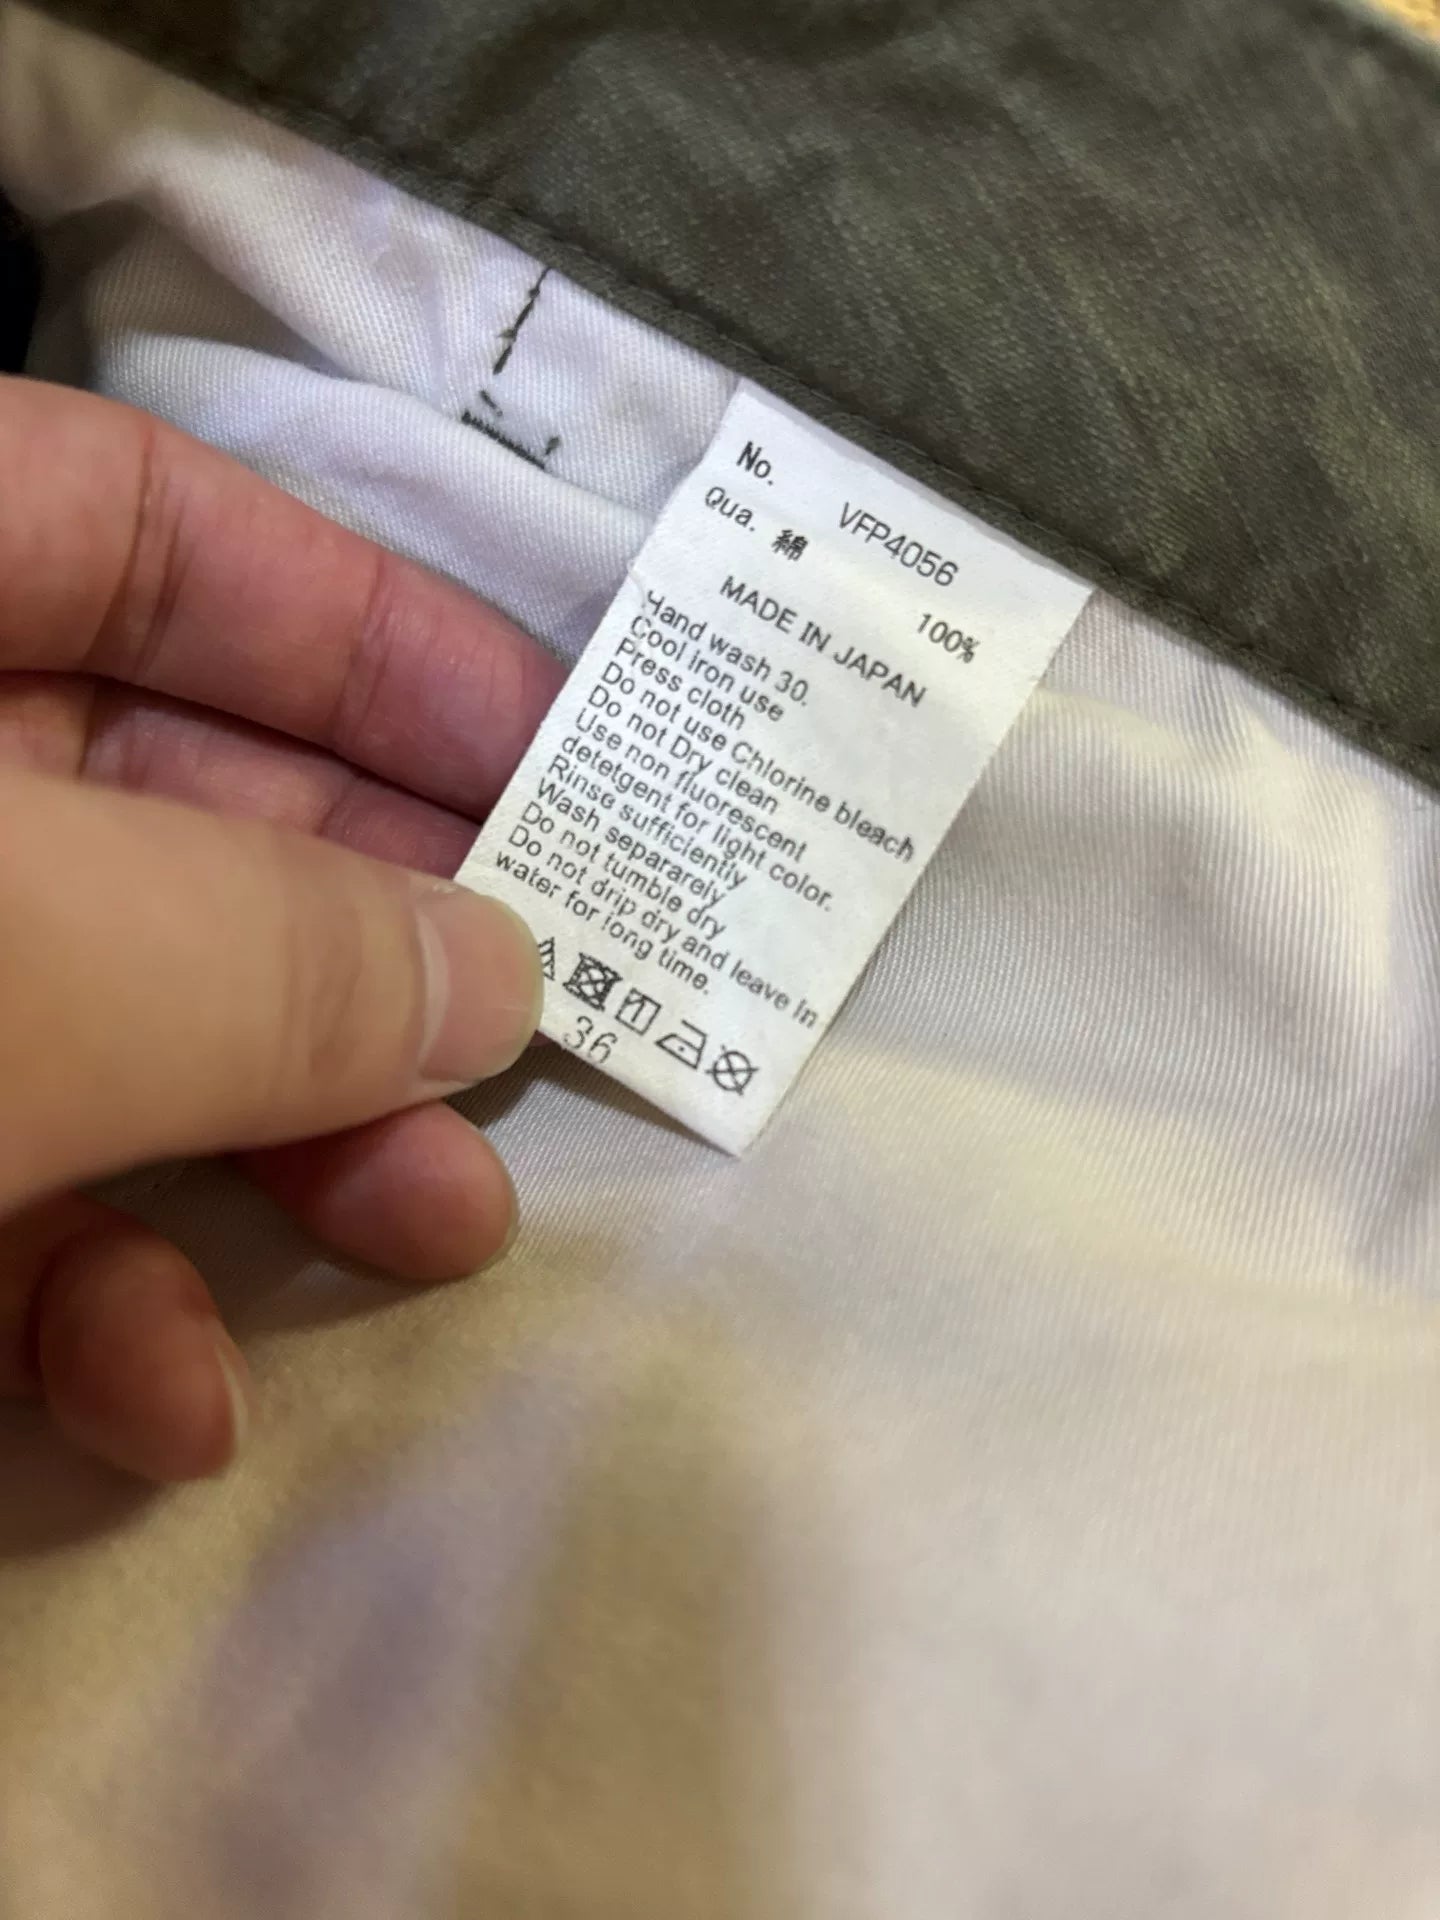 No. VFP4056
Qua. 綿 100%
MADE IN JAPAN
Hand wash 30.
Cool iron use
Press cloth
Do not use Chlorine bleach
Do not Dry clean
Use non fluorescent
detetgent for light color.
Rinse sufficiently
Wash separarely
Do not tumble dry
Do not drip dry and leave in
water for long time.
36